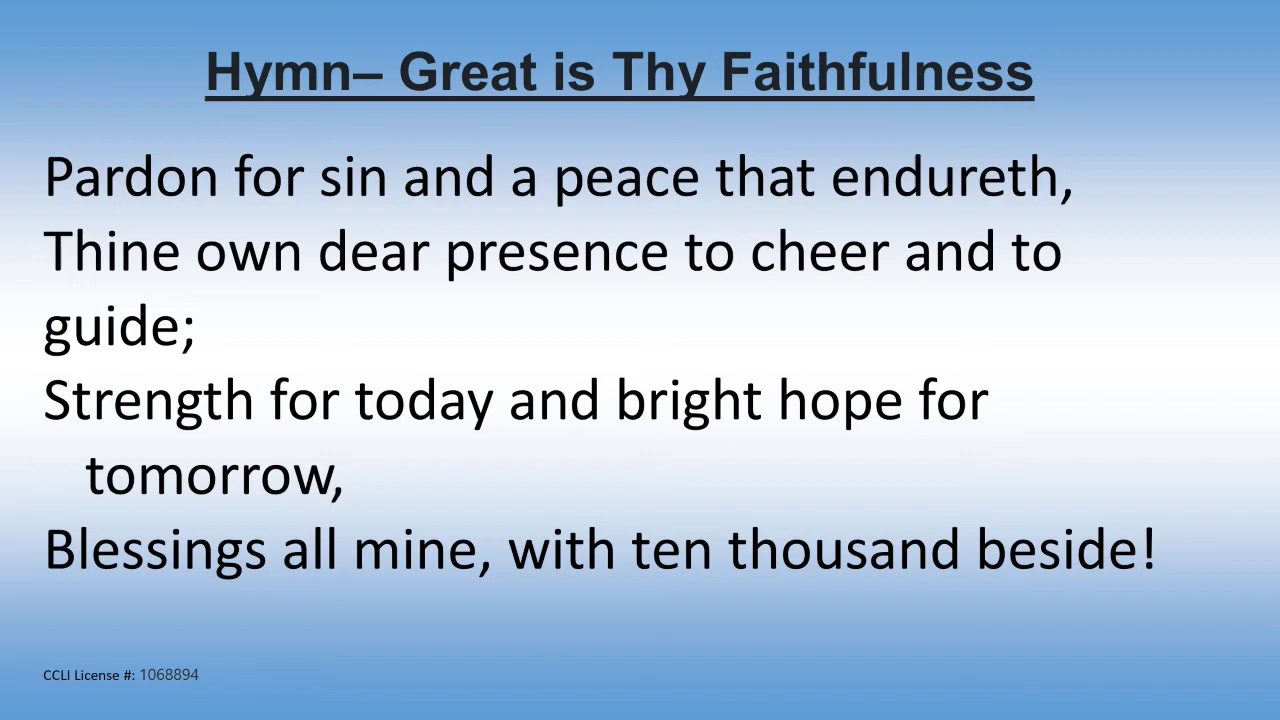 Hymn– Great is Thy Faithfulness
Pardon for sin and a peace that endureth,
Thine own dear presence to cheer and to
guide;
Strength for today and bright hope for
tomorrow,
Blessings all mine, with ten thousand beside!
CCLI License #: 1068894